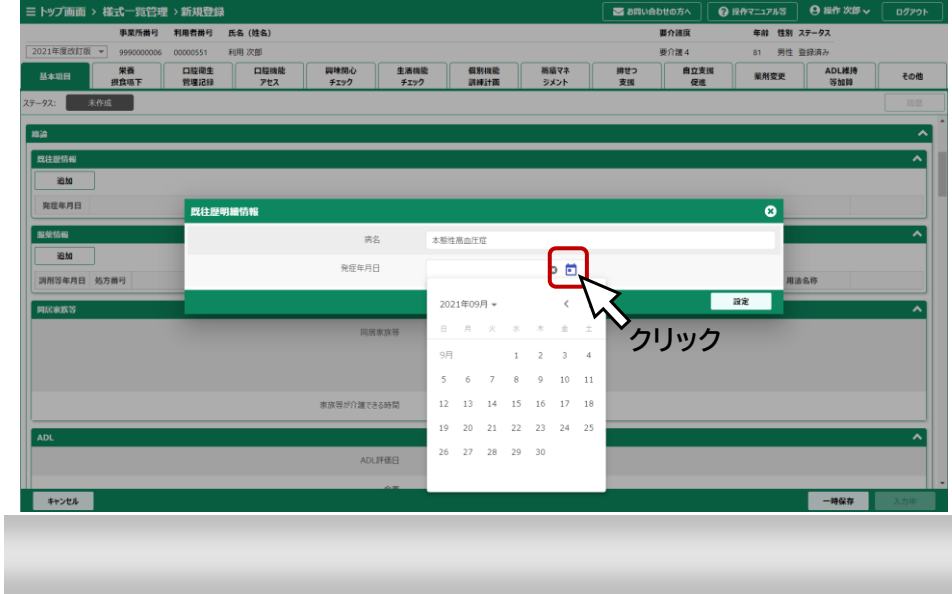 トップ画面 > 様式一覧管理 > 新規登録 お問い合わせの方へ 操作マニュアル等 操作 次郎 ログアウト
事業所番号 利用者番号 氏名(姓名) 要介護度 年齢 性別 ステータス
2021年度改訂版 9990000006 00000551 利用 次郎 要介護4 81 男性 登録済み
基本項目 栄養 摂食嚥下 口腔衛生 管理記録 口腔機能 アセス 興味関心 チェック 生活機能 チェック 個別機能 訓練計画 褥瘡マネ ジメント 排せつ 支援 自立支援 促進 薬剤変更 ADL維持 等加算 その他
ステータス: 未作成 履歴
総論
既往歴情報
追加
発症年月日
既往歴明細情報
病名 本態性高血圧症
発症年月日
設定
2021年09月
日 月 火 水 木 金 土
9月 1 2 3 4
5 6 7 8 9 10 11
12 13 14 15 16 17 18
19 20 21 22 23 24 25
26 27 28 29 30
クリック
服薬情報
追加
調剤等年月日 処方番号 用法名称
同居家族等
同居家族等
家族等が介護できる時間
ADL
ADL評価日
キャンセル 一時保存 入力中